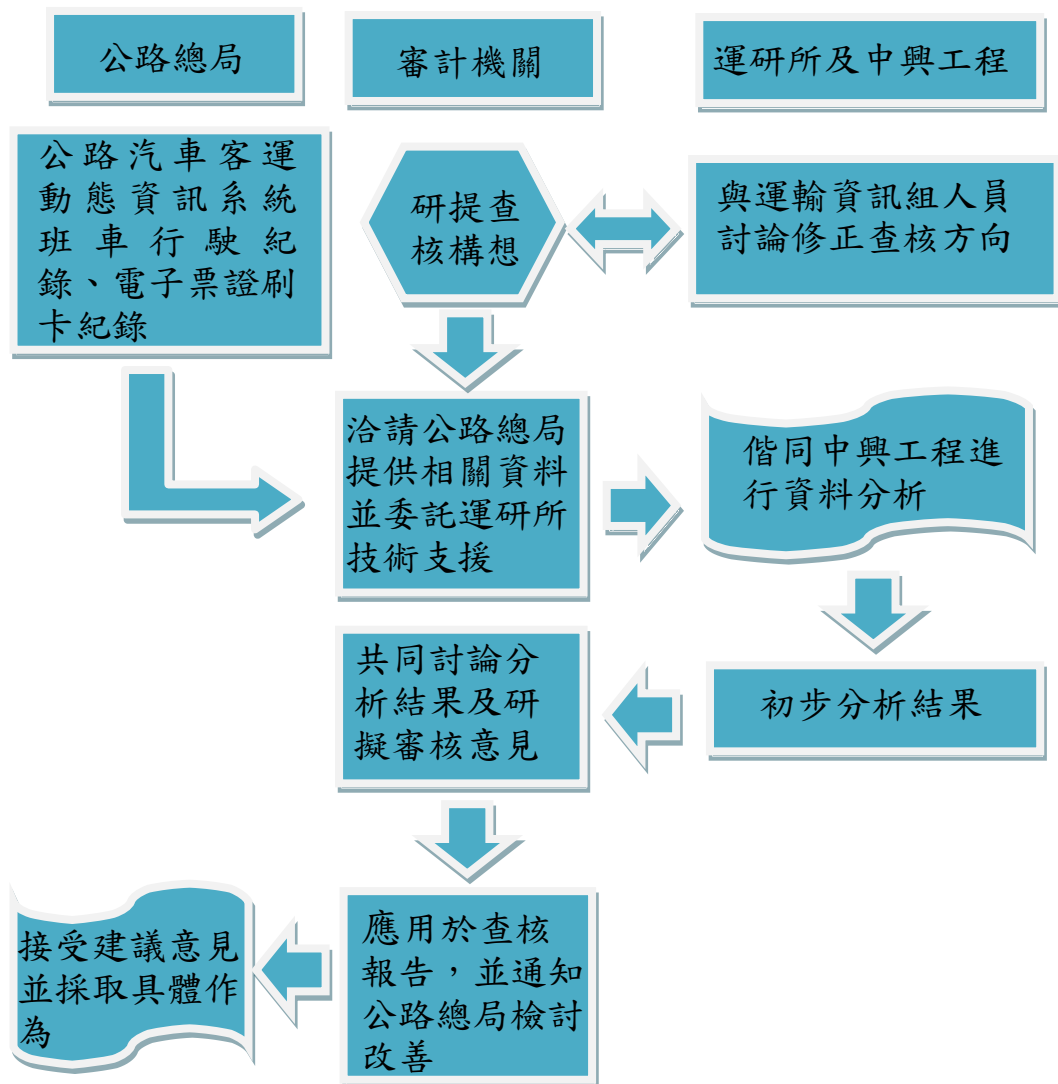 公路總局
審計機關
運研所及中興工程
公路汽車客運
動態資訊系統
班車行駛紀
錄、電子票證刷
卡紀錄
研提查
核構想
與運輸資訊組人員
討論修正查核方向
洽請公路總局
提供相關資料
並委託運研所
技術支援
偕同中興工程進
行資料分析
共同討論分
析結果及研
擬審核意見
初步分析結果
接受建議意見
並採取具體作
為
應用於查核
報告，並通知
公路總局檢討
改善